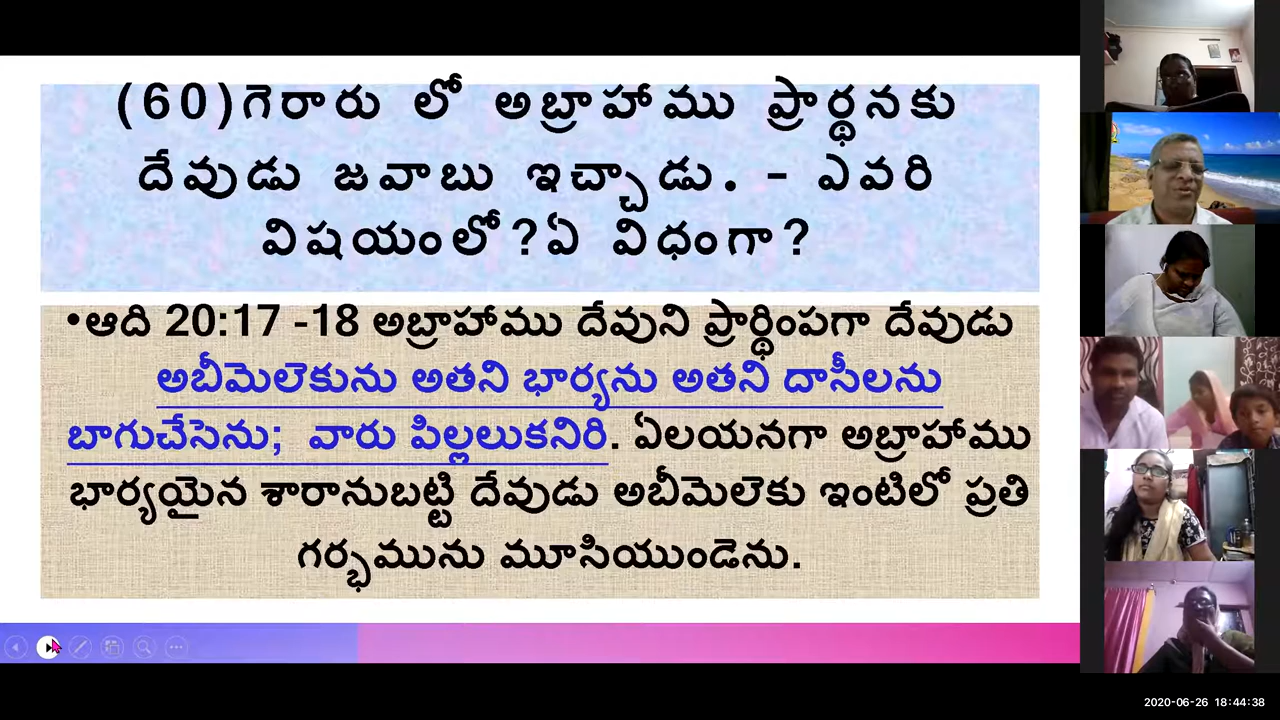 (60)గెరారు లో అబ్రాహాము ప్రార్థనకు
దేవుడు జవాబు ఇచ్చాడు. - ఎవరి
విషయంలో?ఏ విధంగా?
•ఆది 20:17 -18 అబ్రాహాము దేవుని ప్రార్థింపగా దేవుడు
అబీమెలెకును అతని భార్యను అతని దాసీలను
బాగుచేసెను; వారు పిల్లలుకనిరి. ఏలయనగా అబ్రాహాము
భార్యయైన శారానుబట్టి దేవుడు అబీమెలెకు ఇంటిలో ప్రతి
గర్భమును మూసియుండెను.
2020-06-26 18:44:38